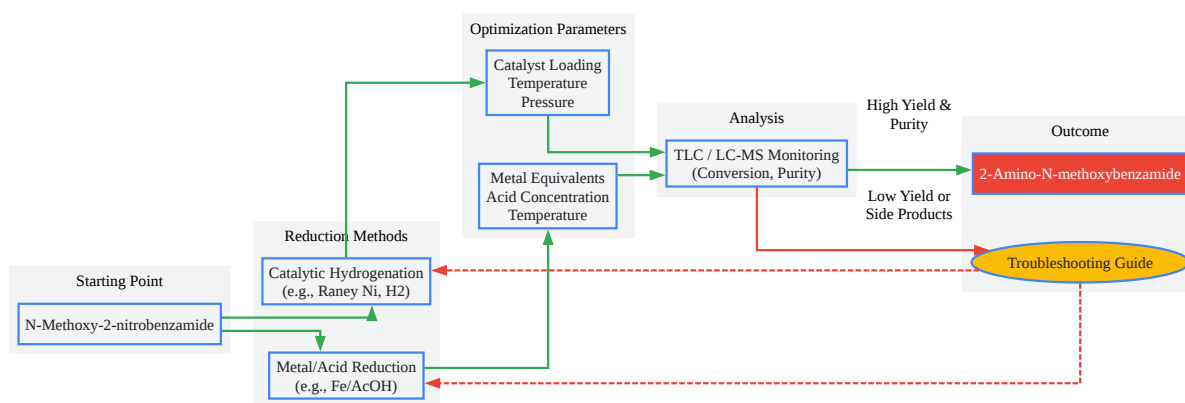 Starting Point
N-Methoxy-2-nitrobenzamide
Reduction Methods
Catalytic Hydrogenation
(e.g., Raney Ni, H2)
Metal/Acid Reduction
(e.g., Fe/AcOH)
Optimization Parameters
Catalyst Loading
Temperature
Pressure
Metal Equivalents
Acid Concentration
Temperature
Analysis
TLC / LC-MS Monitoring
(Conversion, Purity)
High Yield &
Purity
Low Yield or
Side Products
Outcome
2-Amino-N-methoxybenzamide
Troubleshooting Guide